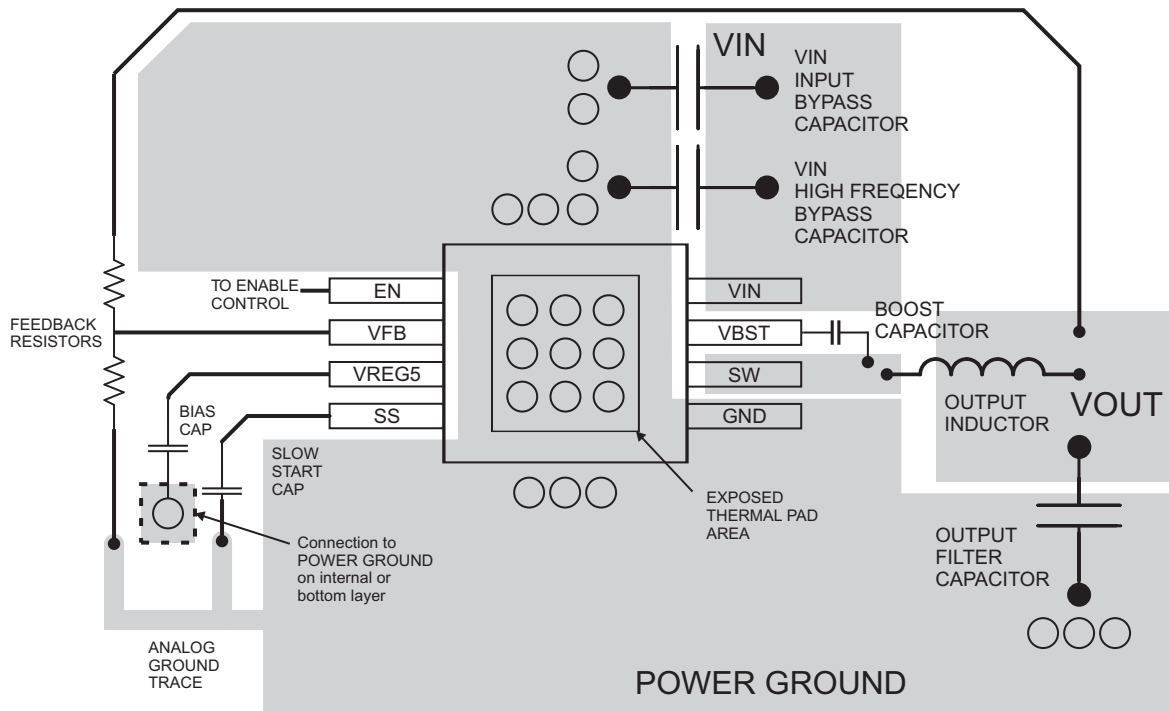 VIN
VIN
INPUT
BYPASS
CAPACITOR
VIN
HIGH FREQENCY
BYPASS
CAPACITOR
TO ENABLE
CONTROL
EN
VIN
FEEDBACK
RESISTORS
VFB
VBST
BOOST
CAPACITOR
VREG5
SW
SS
GND
OUTPUT
INDUCTOR
VOUT
BIAS
CAP
SLOW
START
CAP
EXPOSED
THERMAL PAD
AREA
Connection to
POWER GROUND
on internal or
bottom layer
OUTPUT
FILTER
CAPACITOR
ANALOG
GROUND
TRACE
POWER GROUND